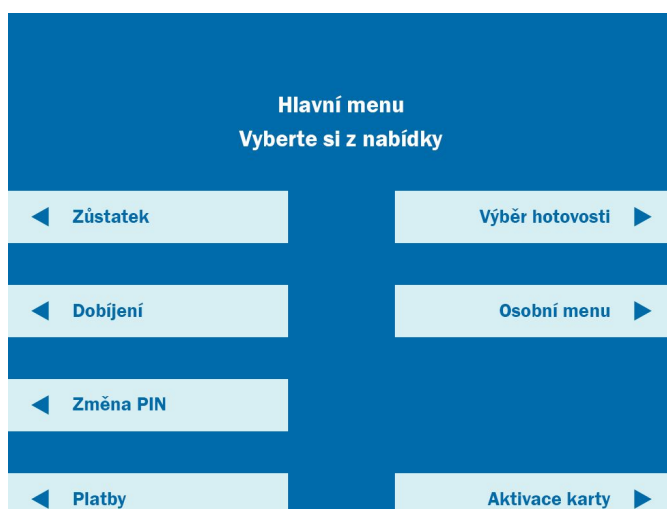 Hlavní menu
Vyberte si z nabídky
Zůstatek
Výběr hotovosti
Dobíjení
Osobní menu
Změna PIN
Platby
Aktivace karty